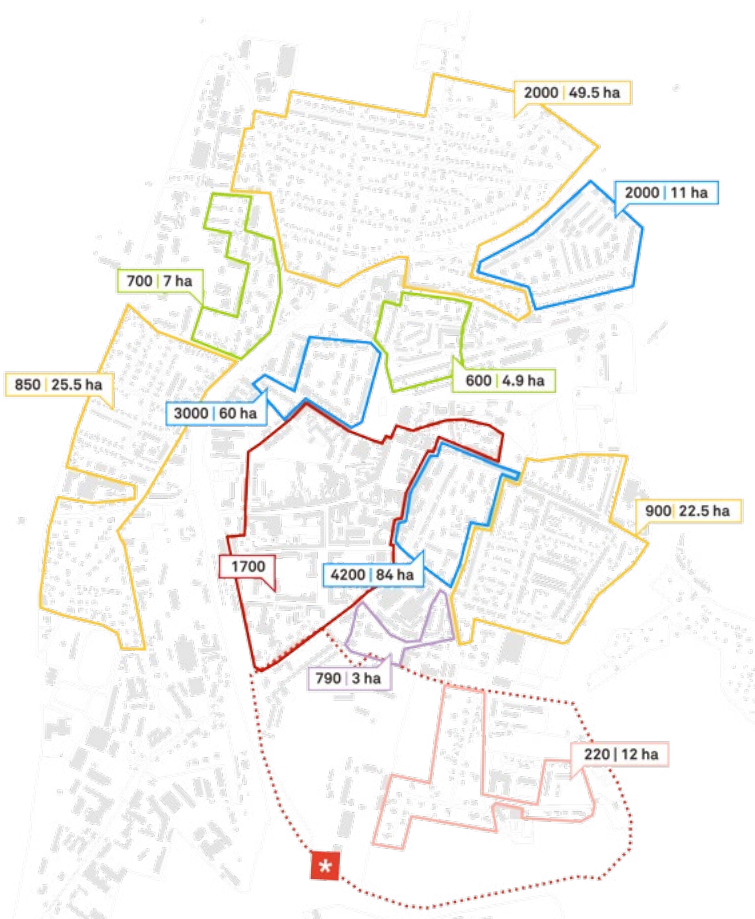 2000 | 49.5 ha
2000 | 11 ha
700 | 7 ha
600 | 4.9 ha
850 | 25.5 ha
3000 | 60 ha
900 | 22.5 ha
1700
4200 | 84 ha
790 | 3 ha
220 | 12 ha
*